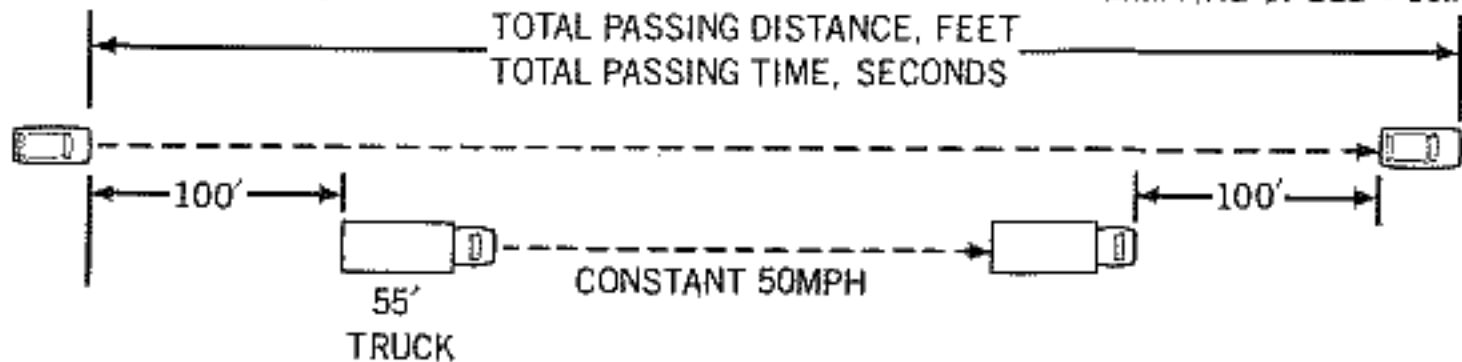 TOTAL PASSING DISTANCE, FEET
TOTAL PASSING TIME, SECONDS
100′
100′
CONSTANT 50MPH
55′
TRUCK